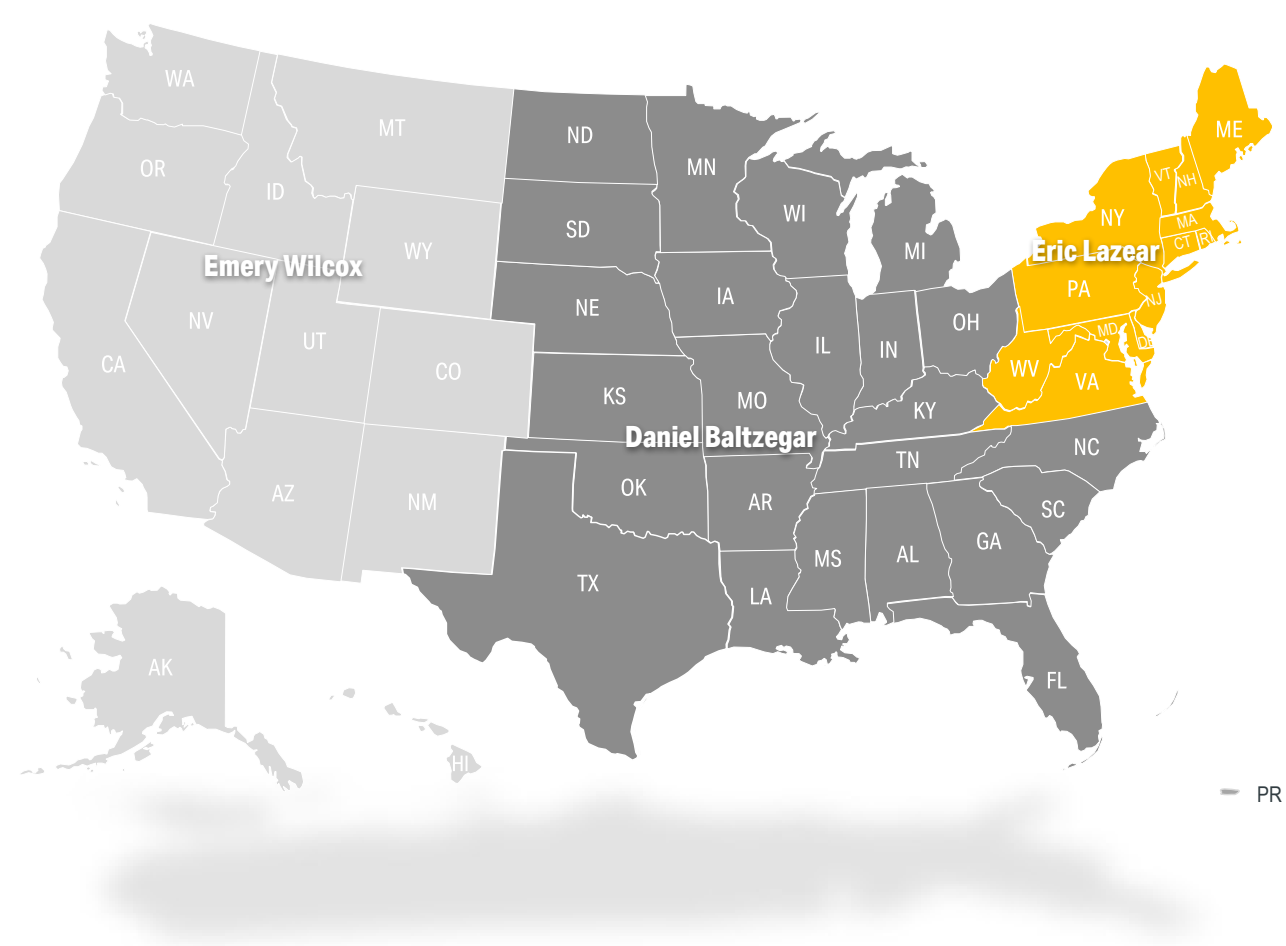 WA
MT
ND
MN
ME
OR
ID
VT
NH
NY
WI
MA
SD
CT
RI
WY
MI
Eric Lazear
Emery Wilcox
PA
IA
NJ
NE
NV
OH
MD
UT
IL
IN
DE
CA
CO
WV
VA
KS
MO
KY
Daniel Baltzegar
NC
TN
OK
AZ
NM
AR
SC
GA
MS
AL
TX
LA
AK
FL
HI
PR